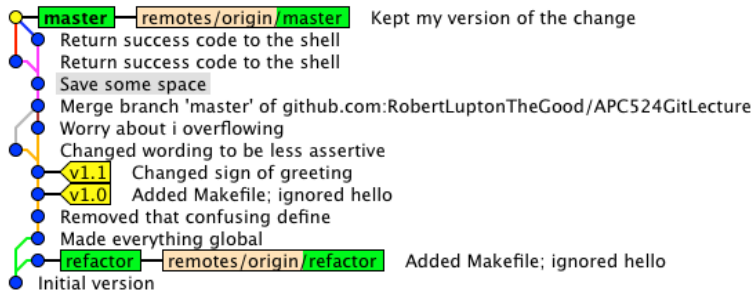 master remotes/origin/master Kept my version of the change
Return success code to the shell
Return success code to the shell
Save some space
Merge branch 'master' of github.com:RobertLuptonTheGood/APC524GitLecture
Worry about i overflowing
Changed wording to be less assertive
v1.1 Changed sign of greeting
v1.0 Added Makefile; ignored hello
Removed that confusing define
Made everything global
refactor remotes/origin/refactor Added Makefile; ignored hello
Initial version